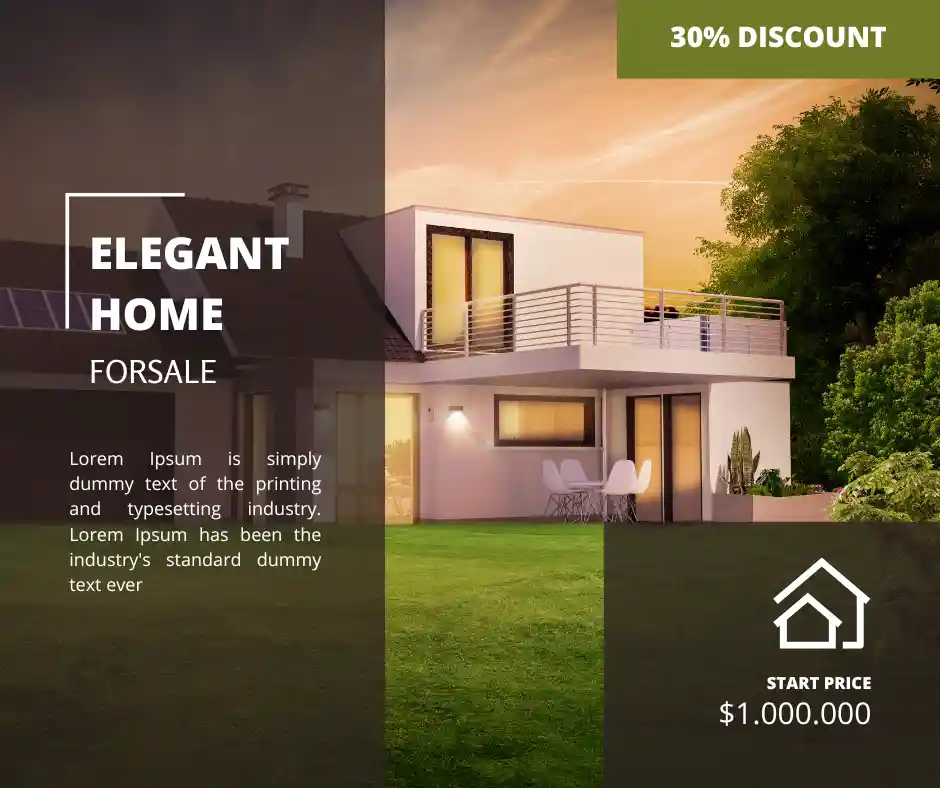 30% DISCOUNT
ELEGANT
HOME
FORSALE
Lorem Ipsum is simply
dummy text of the printing
and typesetting industry.
Lorem Ipsum has been the
industry's standard dummy
text ever
START PRICE
$1.000.000